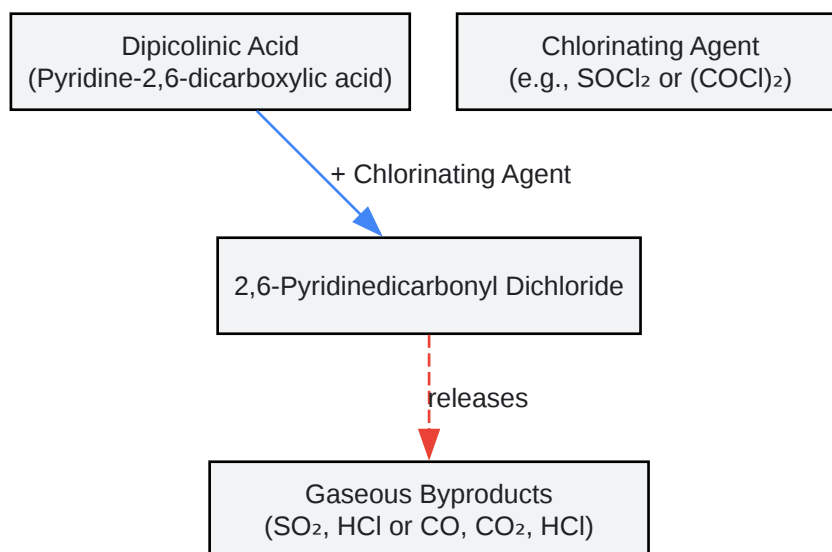 Dipicolinic Acid
(Pyridine-2,6-dicarboxylic acid)
Chlorinating Agent
(e.g., SOCl₂ or (COCl)₂)
+ Chlorinating Agent
2,6-Pyridinedicarbonyl Dichloride
releases
Gaseous Byproducts
(SO₂, HCl or CO, CO₂, HCl)